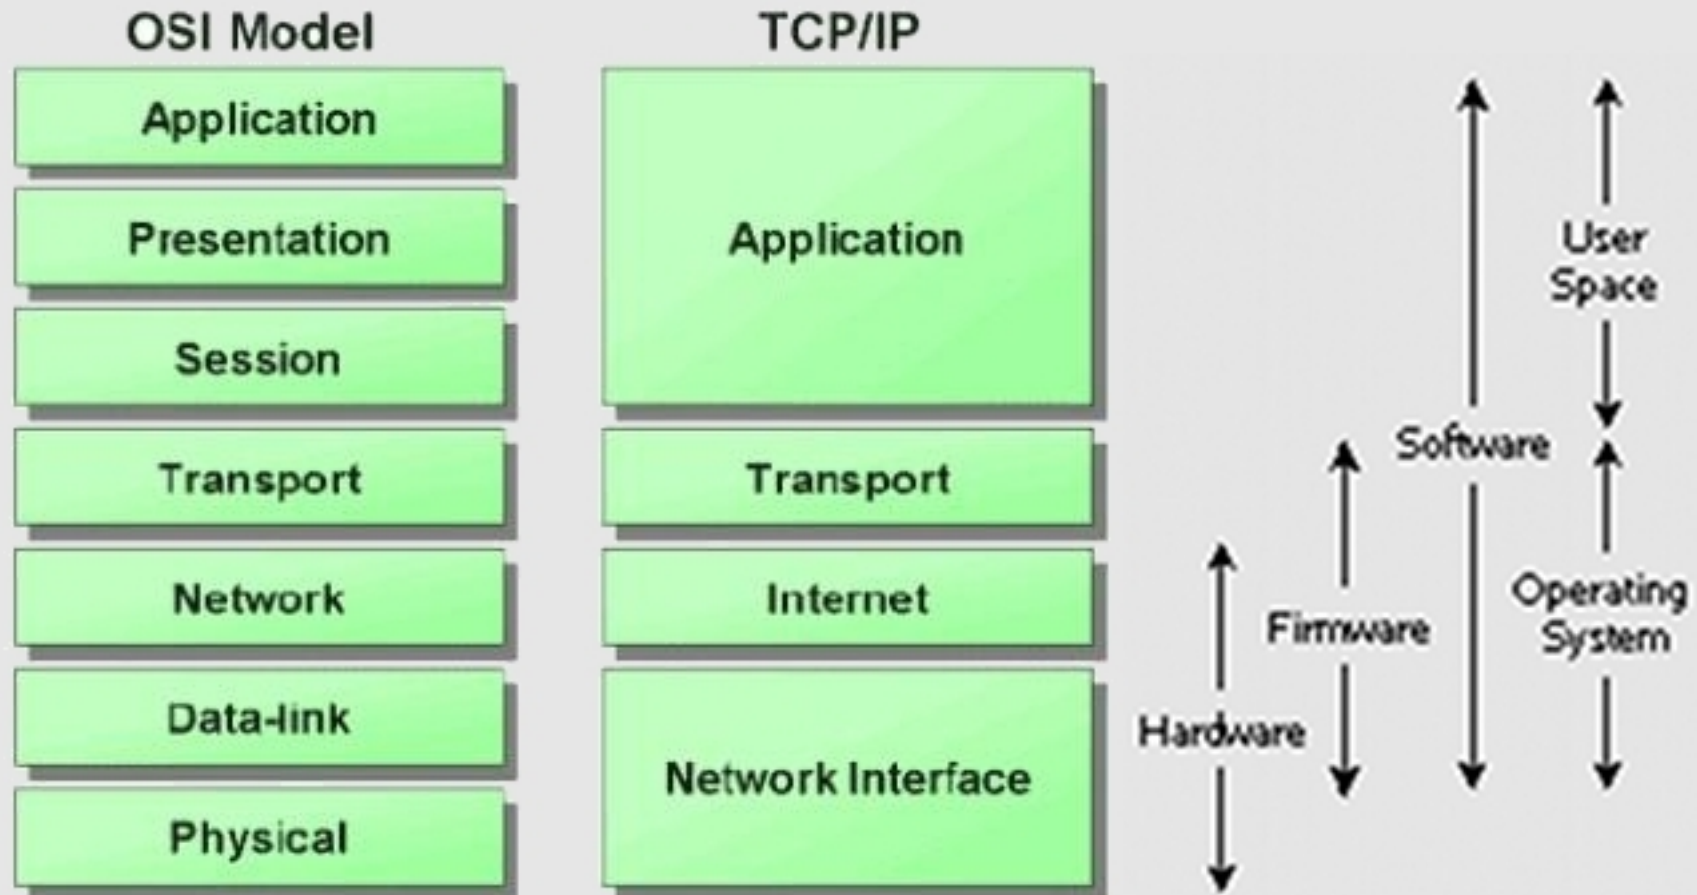 OSI Model
TCP/IP
Application
Presentation
Session
Transport
Network
Data-link
Physical
Application
Transport
Internet
Network Interface
Hardware
Firmware
Software
User
Space
Operating
System